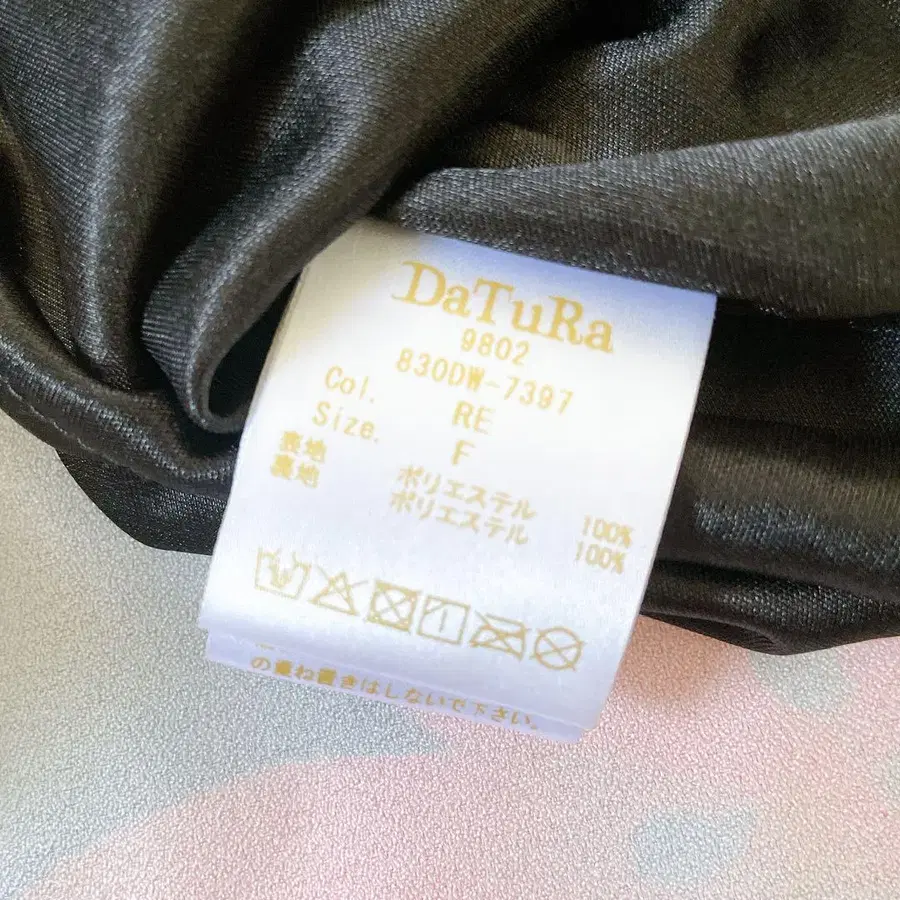 DaTuRa
9802
830DW-7397
Col. RE
Size. F
裏地 ポリエステル 100%
裏地 ポリエステル 100%
の重ね置きはしないで下さい。